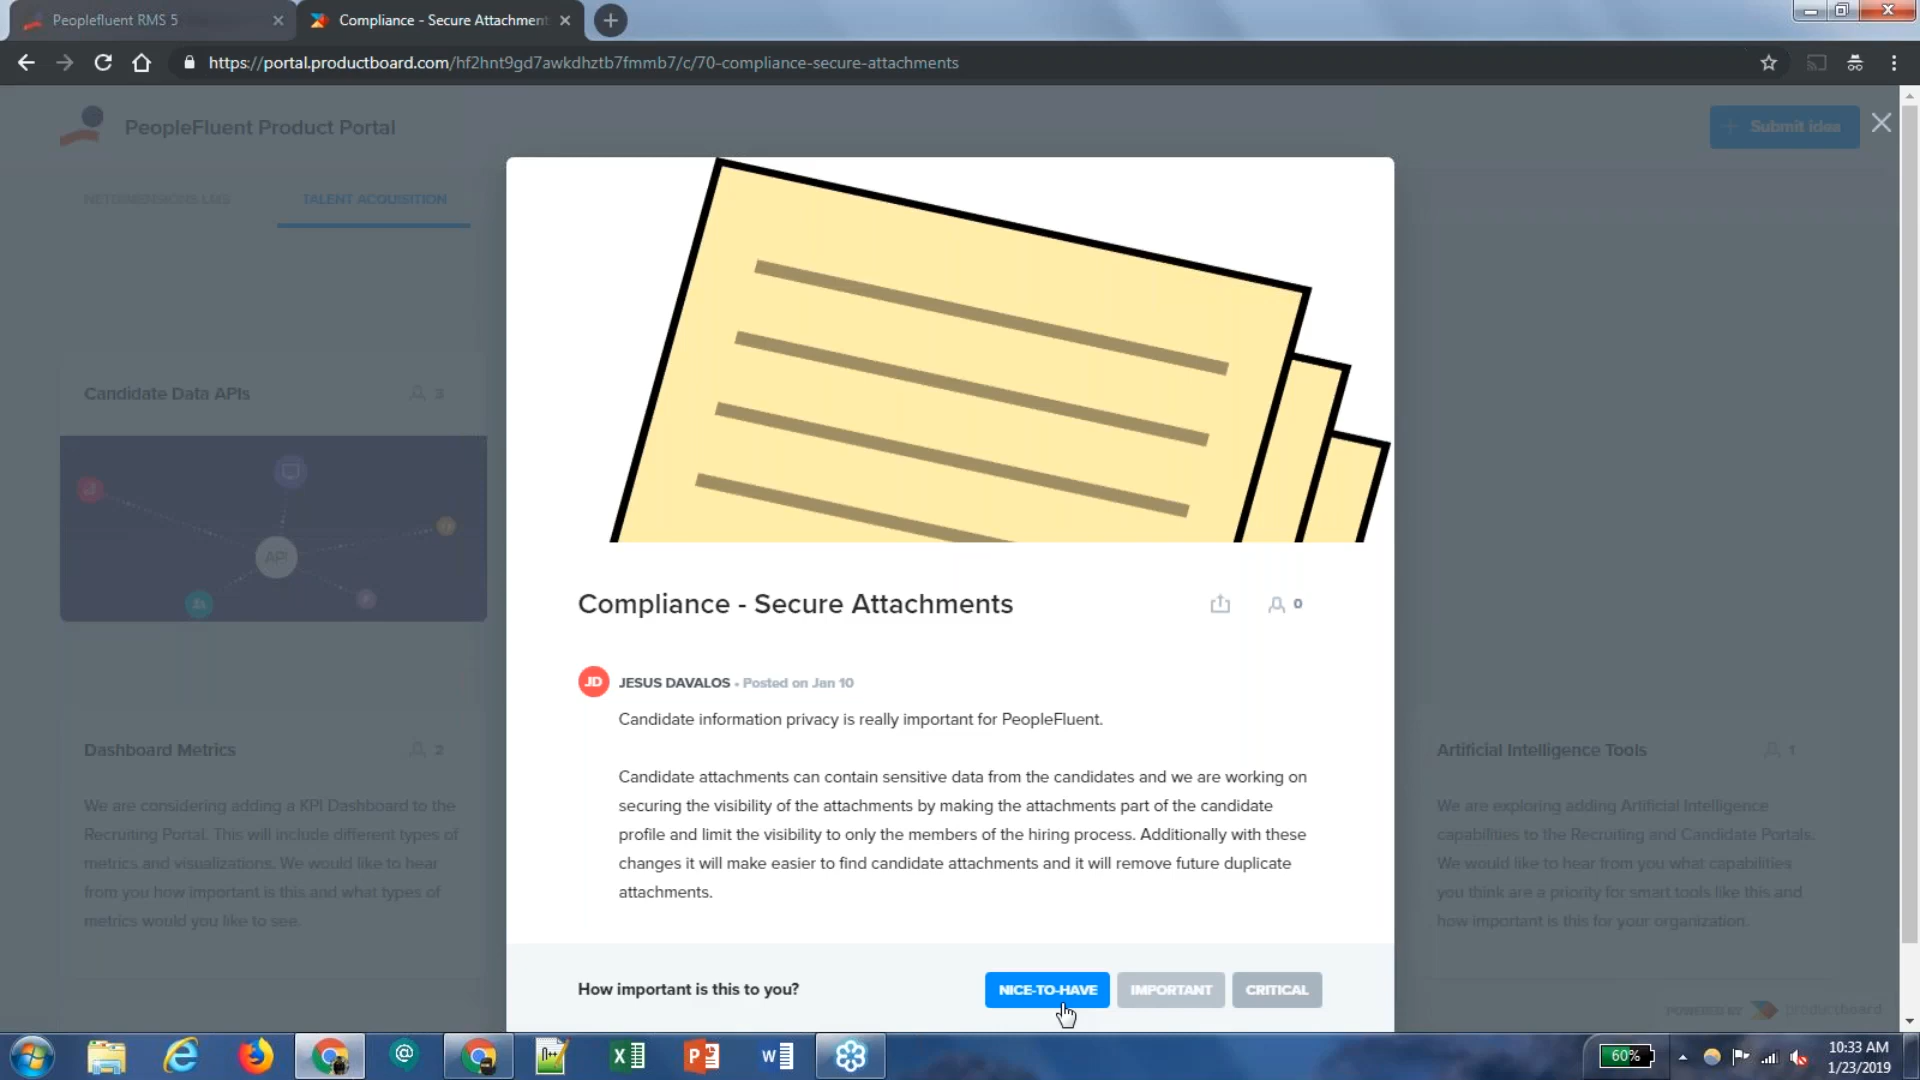 Peoplefluent RMS 5
Compliance - Secure Attachment
https://portal.productboard.com/hf2hnt9gd7awkdhztb7fmmb7/c/70-compliance-secure-attachments
PeopleFluent Product Portal
+ Submit idea
NETDIMENSIONS LMS
TALENT ACQUISITION
Candidate Data APIs
3
API
Compliance - Secure Attachments
0
JD
JESUS DAVALOS - Posted on Jan 10
Candidate information privacy is really important for PeopleFluent.
Candidate attachments can contain sensitive data from the candidates and we are working on
securing the visibility of the attachments by making the attachments part of the candidate
profile and limit the visibility to only the members of the hiring process. Additionally with these
changes it will make easier to find candidate attachments and it will remove future duplicate
attachments.
How important is this to you?
NICE-TO-HAVE
IMPORTANT
CRITICAL
Dashboard Metrics
2
We are considering adding a KPI Dashboard to the
Recruiting Portal. This will include different types of
metrics and visualizations. We would like to hear
from you how important is this and what types of
metrics would you like to see.
Artificial Intelligence Tools
1
We are exploring adding Artificial Intelligence
capabilities to the Recruiting and Candidate Portals.
We would like to hear from you what capabilities
you think are a priority for smart tools like this and
how important is this for your organization.
POWERED BY productboard
60%
10:33 AM
1/23/2019